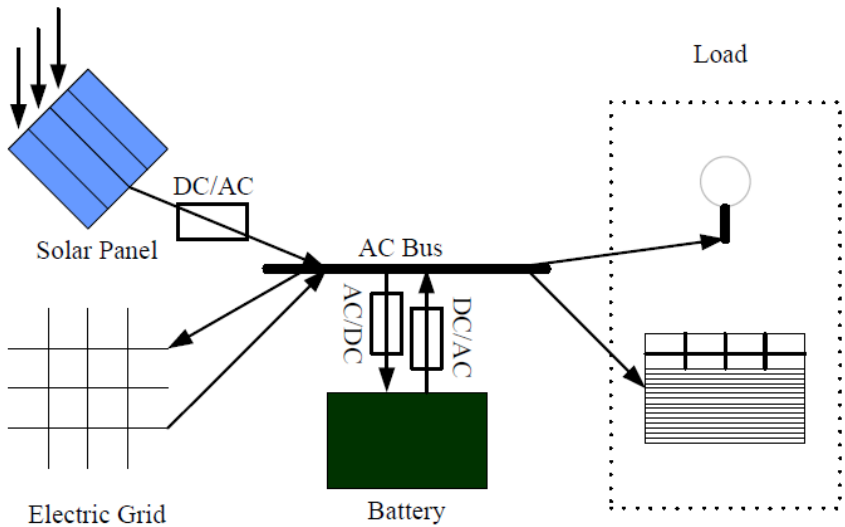 Load
DC/AC
Solar Panel
AC Bus
AC/DC
DC/AC
Electric Grid
Battery